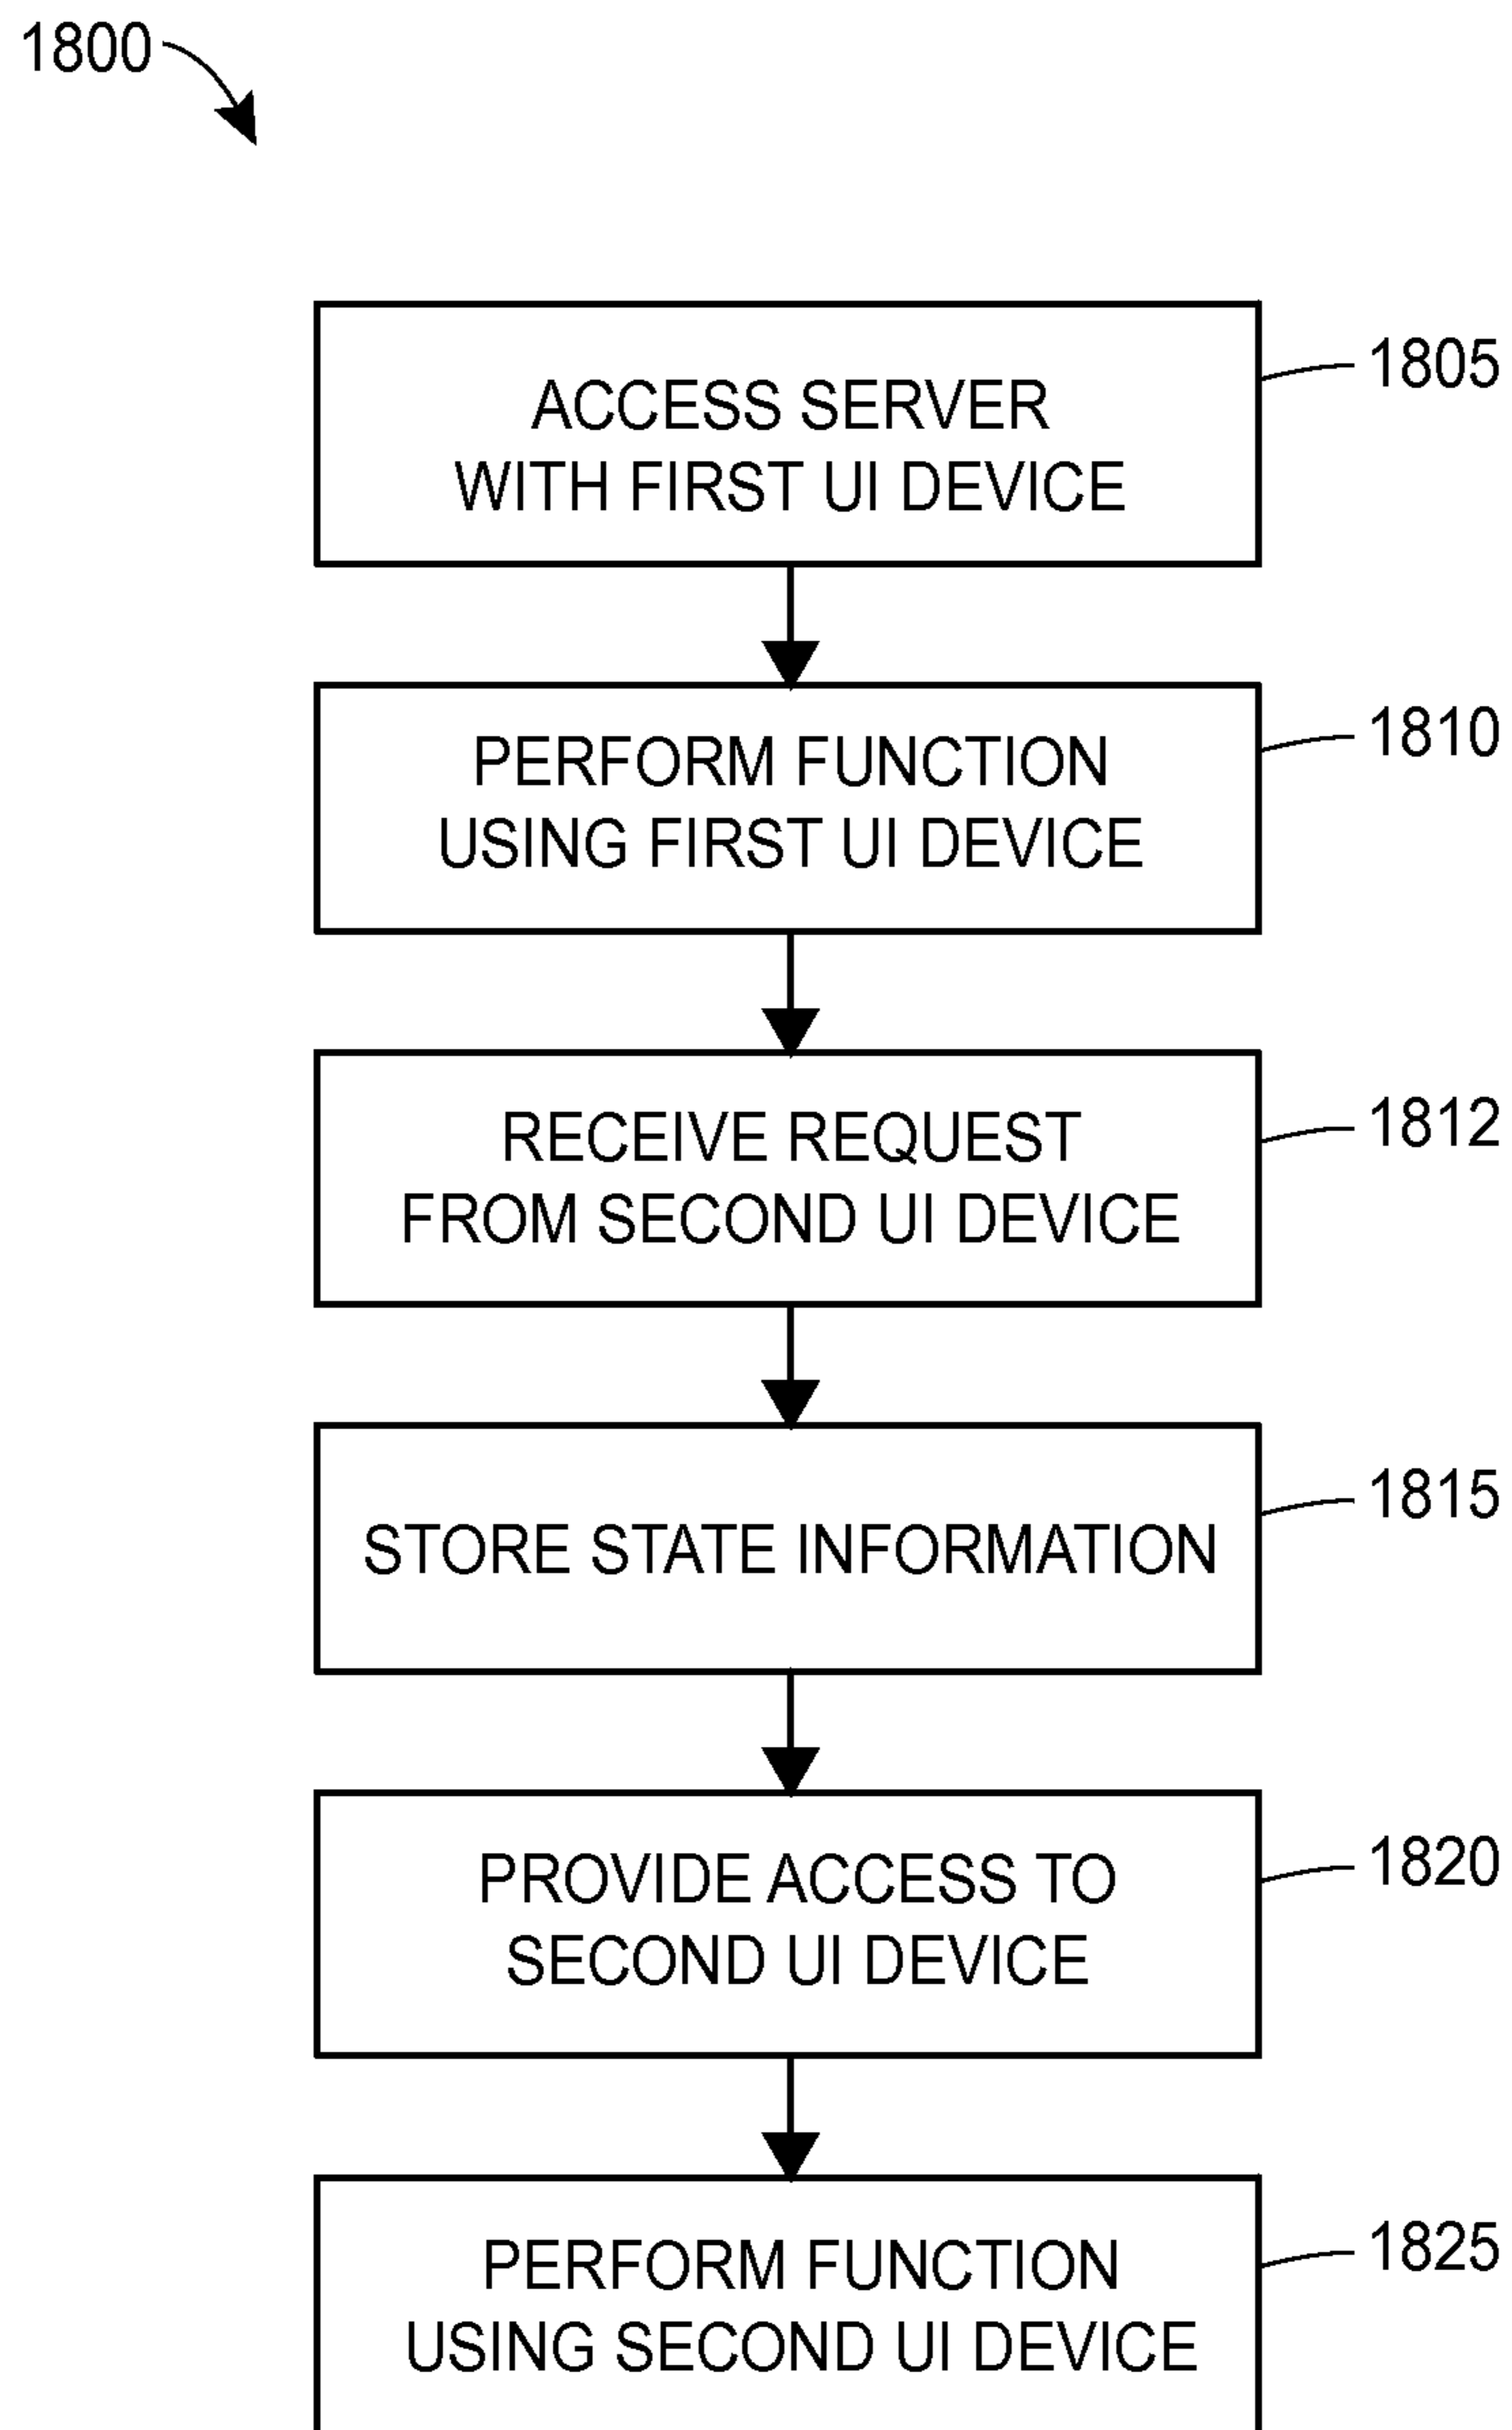 1800
ACCESS SERVER
WITH FIRST UI DEVICE
1805
PERFORM FUNCTION
USING FIRST UI DEVICE
1810
RECEIVE REQUEST
FROM SECOND UI DEVICE
1812
STORE STATE INFORMATION
1815
PROVIDE ACCESS TO
SECOND UI DEVICE
1820
PERFORM FUNCTION
USING SECOND UI DEVICE
1825